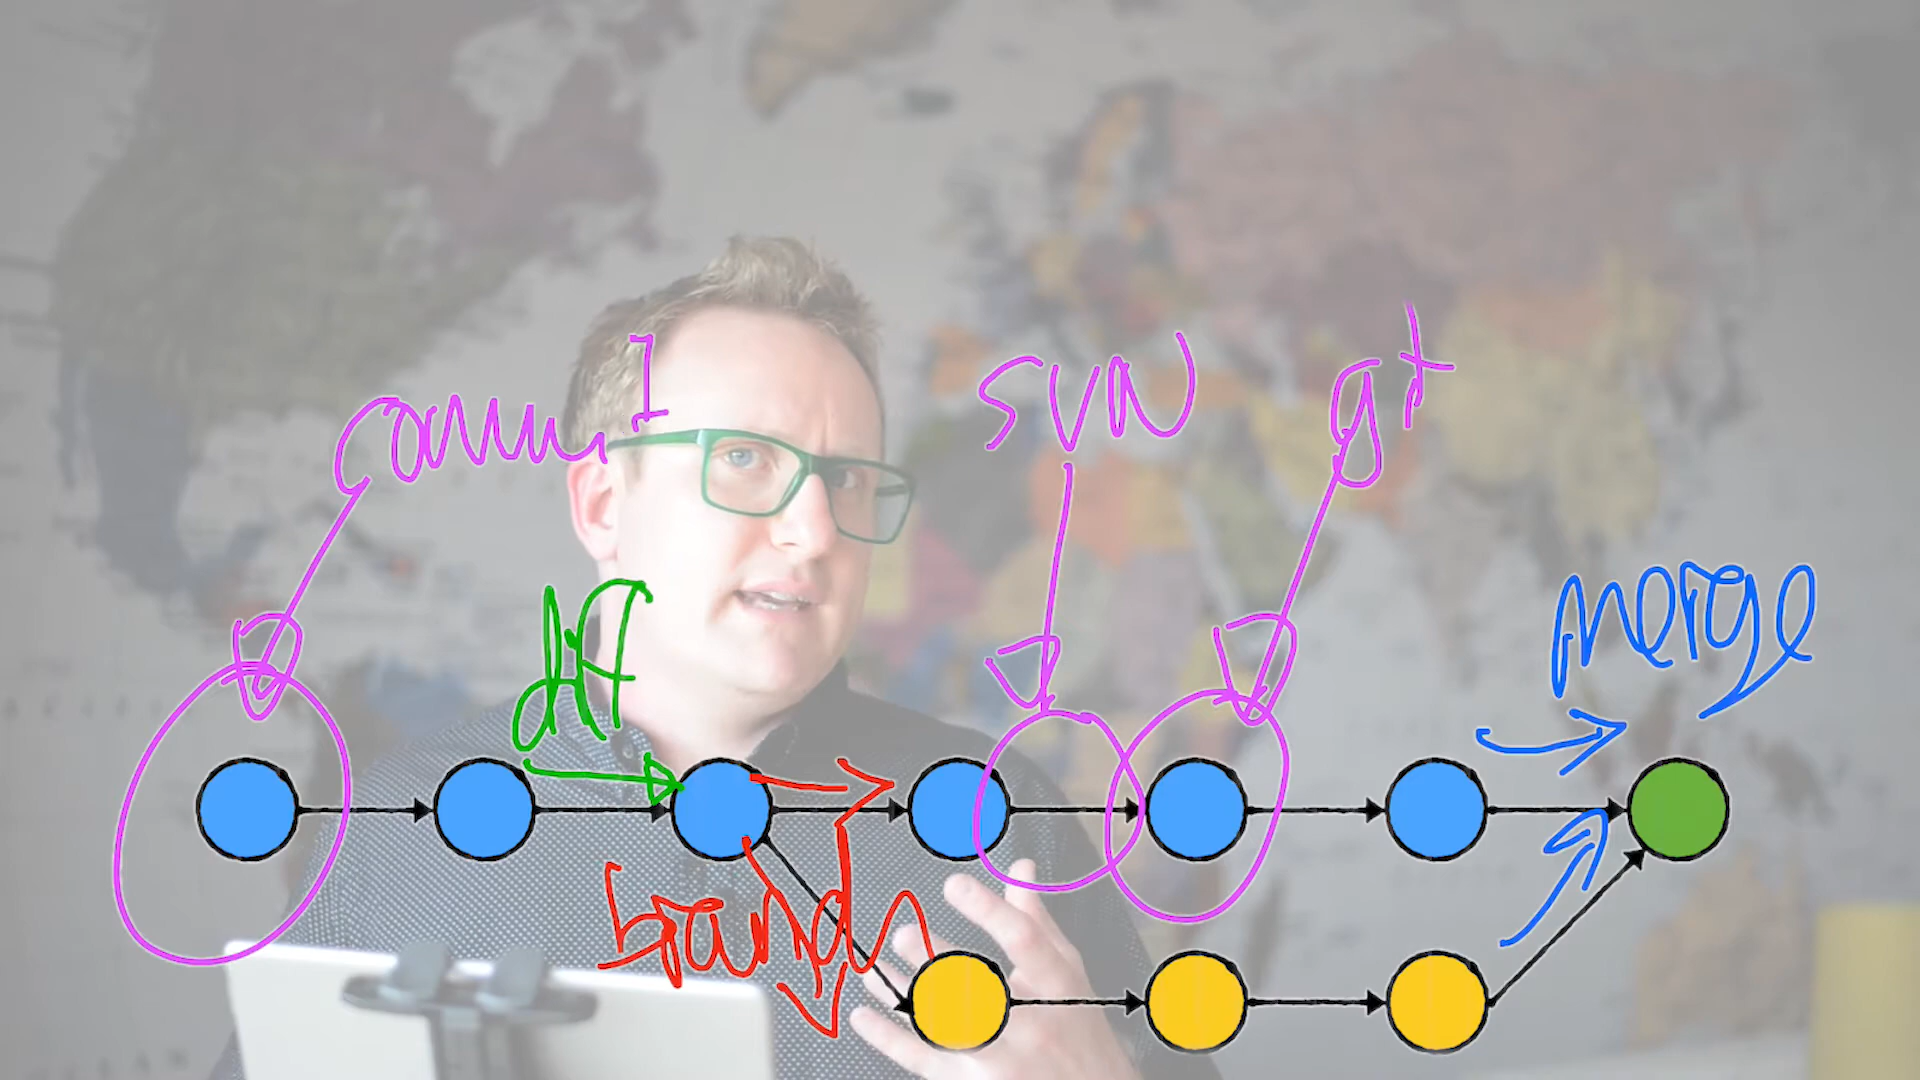 commit
svn
git
diff
merge
branch